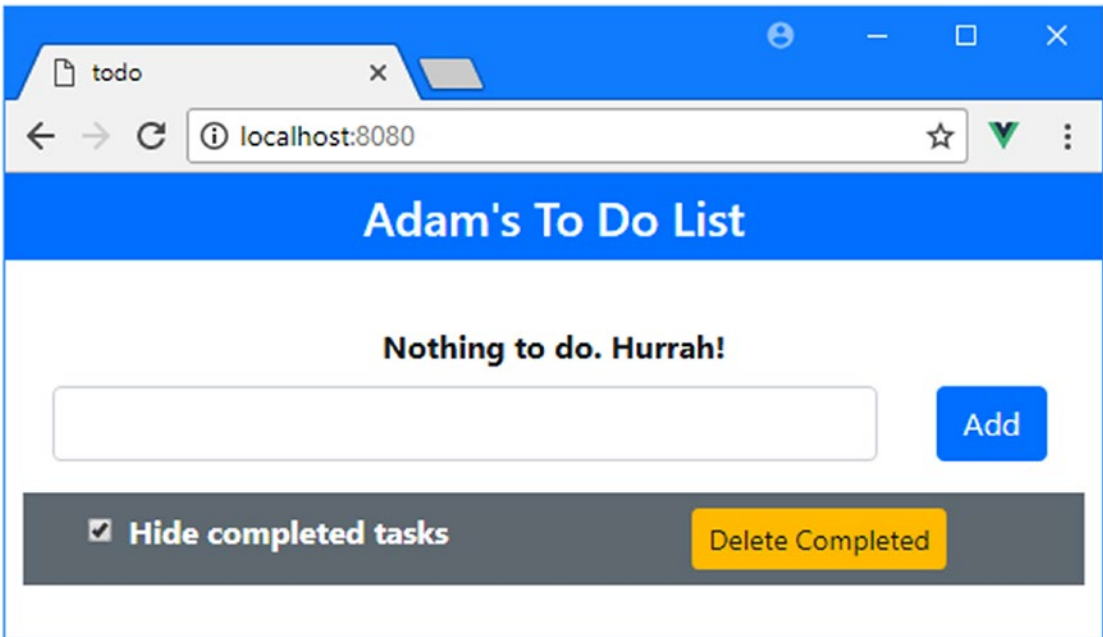 todo
localhost:8080
Adam's To Do List
Nothing to do. Hurrah!
Add
Hide completed tasks
Delete Completed